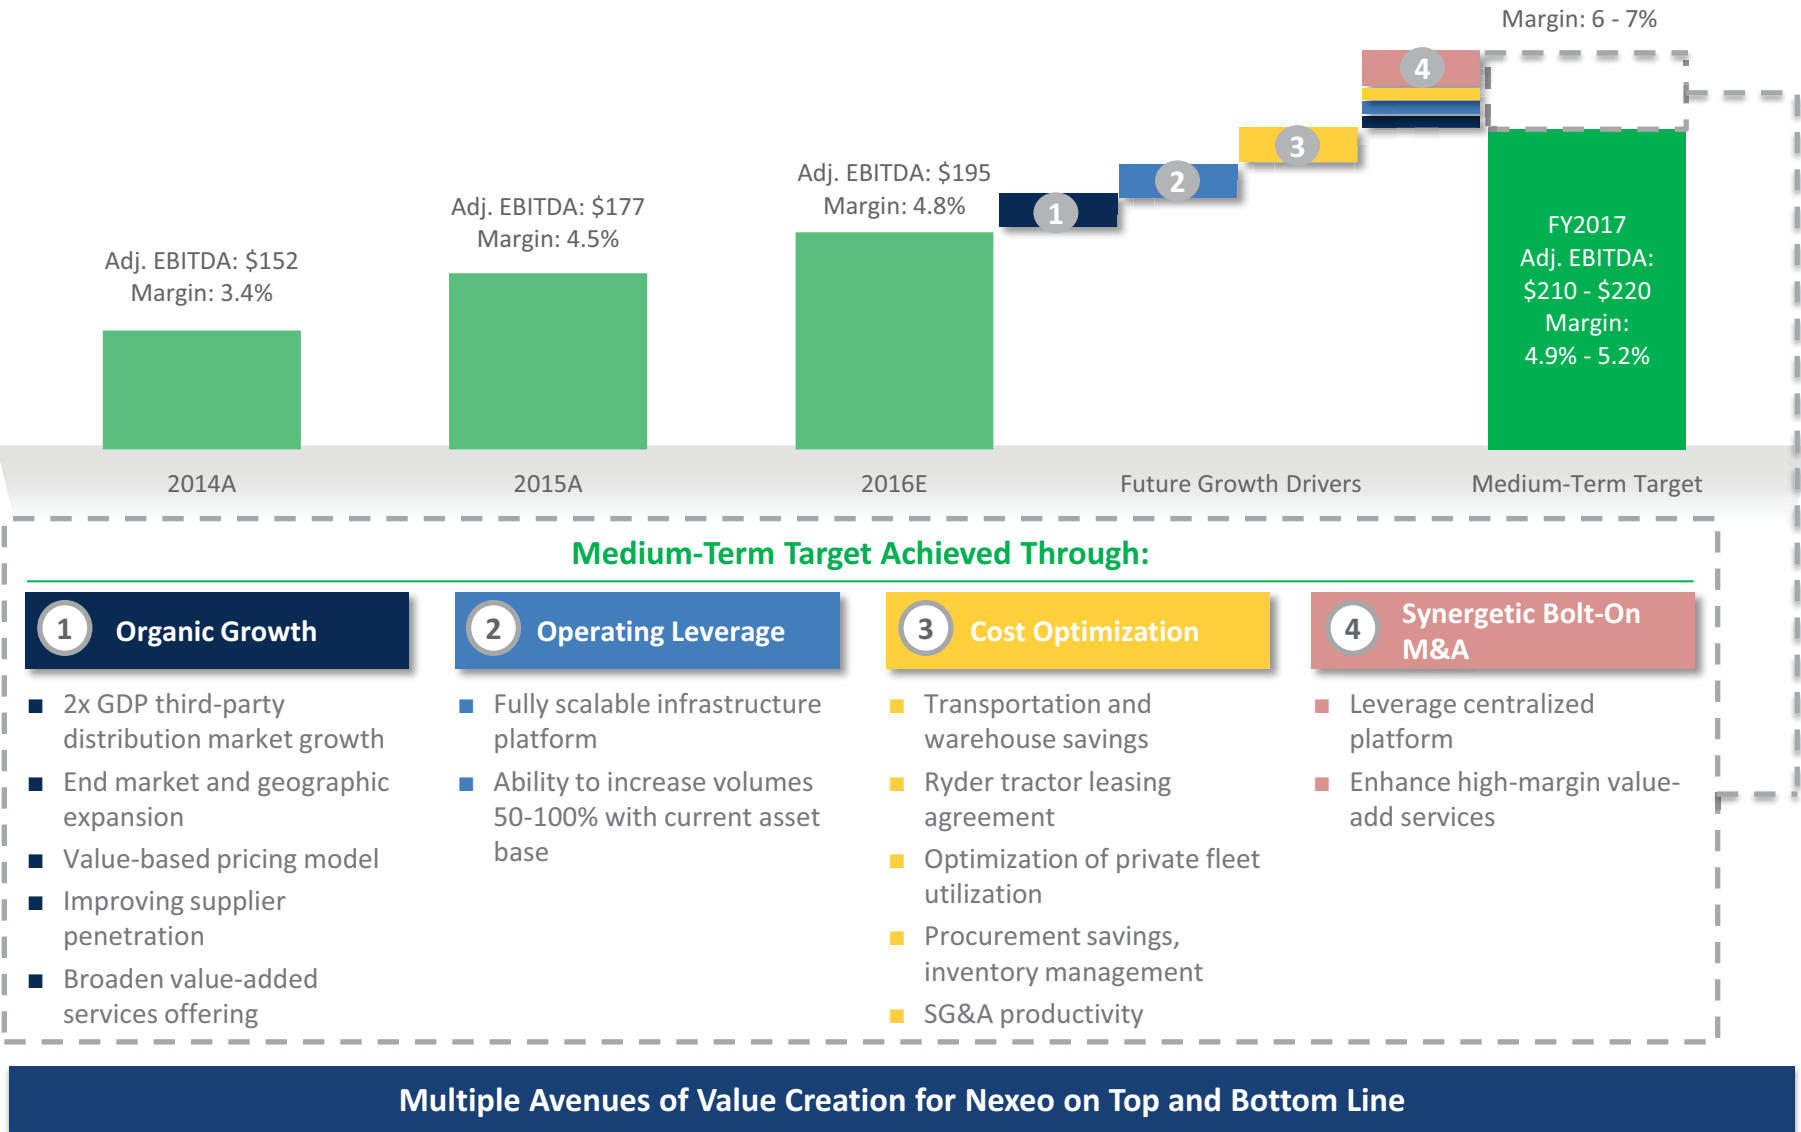 Margin: 6 - 7%
4
3
2
1
Adj. EBITDA: $152
Margin: 3.4%
Adj. EBITDA: $177
Margin: 4.5%
Adj. EBITDA: $195
Margin: 4.8%
FY2017
Adj. EBITDA:
$210 - $220
Margin:
4.9% - 5.2%
2014A
2015A
2016E
Future Growth Drivers
Medium-Term Target
Medium-Term Target Achieved Through:
1
Organic Growth
2x GDP third-party
distribution market growth
End market and geographic
expansion
Value-based pricing model
Improving supplier
penetration
Broaden value-added
services offering
2
Operating Leverage
Fully scalable infrastructure
platform
Ability to increase volumes
50-100% with current asset
base
3
Cost Optimization
Transportation and
warehouse savings
Ryder tractor leasing
agreement
Optimization of private fleet
utilization
Procurement savings,
inventory management
SG&A productivity
4
Synergetic Bolt-On
M&A
Leverage centralized
platform
Enhance high-margin value-
add services
Multiple Avenues of Value Creation for Nexeo on Top and Bottom Line